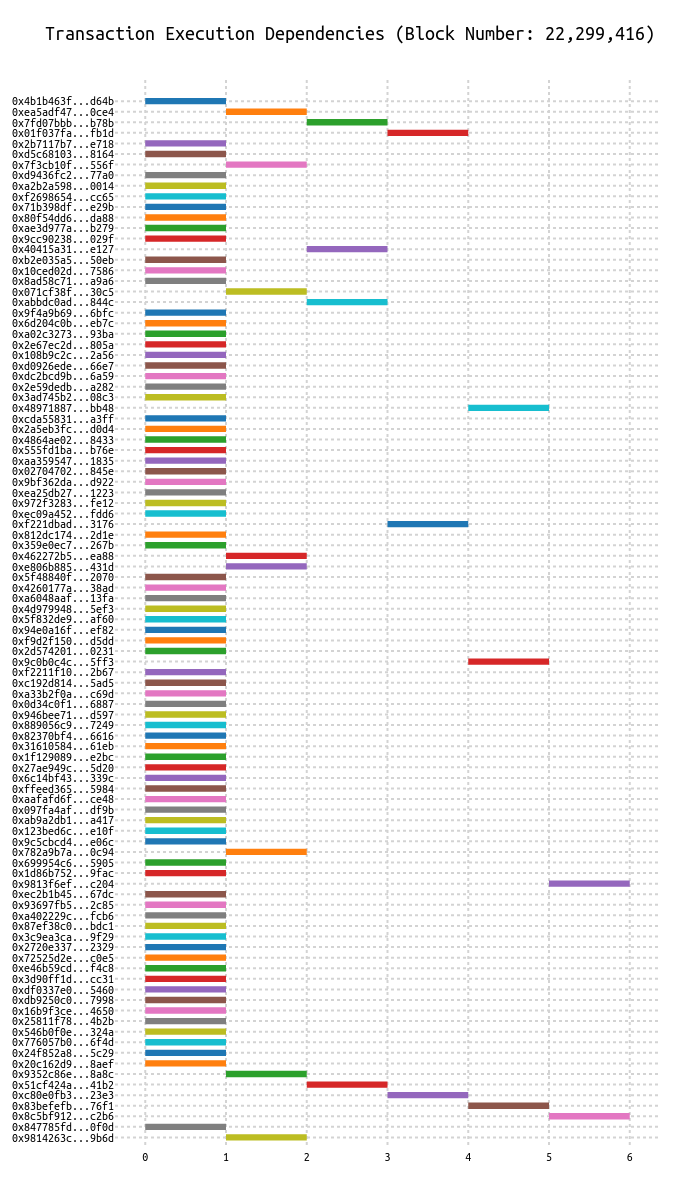 Transaction Execution Dependencies (Block Number: 22,299,416)
0x4b1b463f...d64b
0xea5adf47...0ce4
0x7fd07bbb...b78b
0x01f037fa...fb1d
0x2b7117b7...e718
0xd5c68103...8164
0x7f3cb10f...556f
0xd9436fc2...77a0
0xa2b2a598...0014
0xf2698654...cc65
0x71b398df...e29b
0x80f54dd6...da88
0xae3d977a...b279
0x9cc90238...029f
0x40415a31...e127
0xb2e035a5...50eb
0x10ced02d...7586
0x8ad58c71...a9a6
0x071cf38f...30c5
0xabbdc0ad...844c
0x9f4a9b69...6bfc
0x6d204c0b...eb7c
0xa02c3273...93ba
0x2e67ec2d...805a
0x108b9c2c...2a56
0xd0926ede...66e7
0xdc2bcd9b...6a59
0x2e59dedb...a282
0x3ad745b2...08c3
0x48971887...bb48
0xcda55831...a3ff
0x2a5eb3fc...d0d4
0x4864ae02...8433
0x555fd1ba...b76e
0xaa359547...1835
0x02704702...845e
0x9bf362da...d922
0xea25db27...1223
0x972f3283...fe12
0xec09a452...fdd6
0xf221dbad...3176
0x812dc174...2d1e
0x359e0ec7...267b
0x462272b5...ea88
0xe806b885...431d
0x5f48840f...2070
0x4260177a...38ad
0xa6048aaf...13fa
0x4d979948...5ef3
0x5f832de9...af60
0x94e0a16f...ef82
0xf9d2f150...d5dd
0x2d574201...0231
0x9c0b0c4c...5ff3
0xf2211f10...2b67
0xc192d814...5ad5
0xa33b2f0a...c69d
0x0d34c0f1...6887
0x946bee71...d597
0x889056c9...7249
0x82370bf4...6616
0x31610584...61eb
0x1f129089...e2bc
0x27ae949c...5d20
0x6c14bf43...339c
0xffeed365...5984
0xaafafd6f...ce48
0x097fa4af...df9b
0xab9a2db1...a417
0x123bed6c...e10f
0x9c5cbcd4...e06c
0x782a9b7a...0c94
0x699954c6...5905
0x1d86b752...9fac
0x9813f6ef...c204
0xec2b1b45...67dc
0x93697fb5...2c85
0xa402229c...fcb6
0x87ef38c0...bdc1
0x3c9ea3ca...9f29
0x2720e337...2329
0x72525d2e...c0e5
0xe46b59cd...f4c8
0x3d90ff1d...cc31
0xdf0337e0...5460
0xdb9250c0...7998
0x16b9f3ce...4650
0x25811f78...4b2b
0x546b0f0e...324a
0x776057b0...6f4d
0x24f852a8...5c29
0x20c162d9...8aef
0x9352c86e...8a8c
0x51cf424a...41b2
0xc80e0fb3...23e3
0x83befefb...76f1
0x8c5bf912...c2b6
0x847785fd...0f0d
0x9814263c...9b6d
0 1 2 3 4 5 6